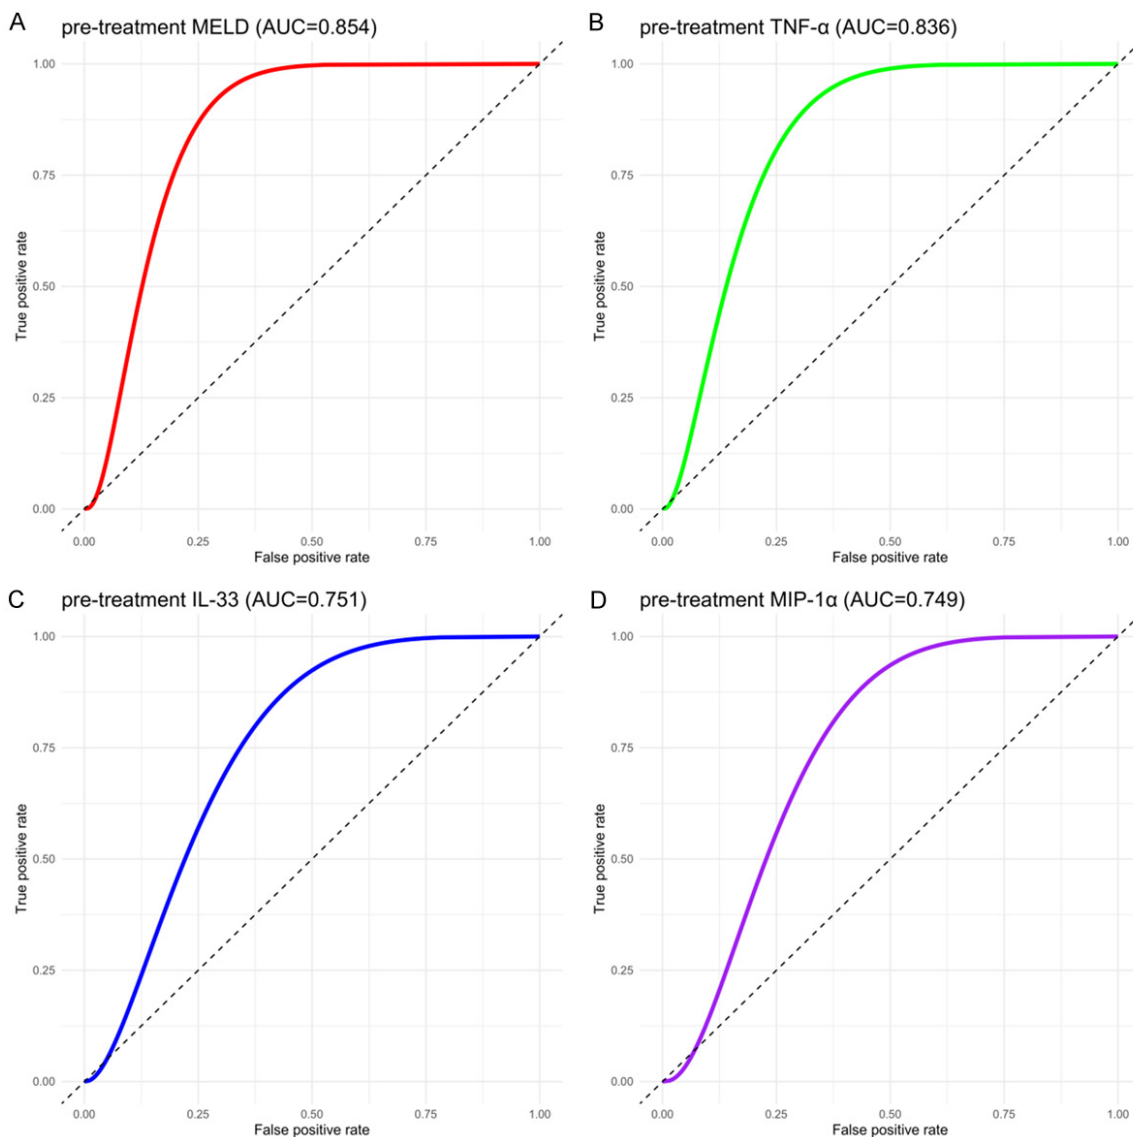 A
pre-treatment MELD (AUC=0.854)
1.00
0.75
0.50
0.25
0.00
True positive rate
0.00 0.25 0.50 0.75 1.00
False positive rate
B
pre-treatment TNF-α (AUC=0.836)
1.00
0.75
0.50
0.25
0.00
True positive rate
0.00 0.25 0.50 0.75 1.00
False positive rate
C
pre-treatment IL-33 (AUC=0.751)
1.00
0.75
0.50
0.25
0.00
True positive rate
0.00 0.25 0.50 0.75 1.00
False positive rate
D
pre-treatment MIP-1α (AUC=0.749)
1.00
0.75
0.50
0.25
0.00
True positive rate
0.00 0.25 0.50 0.75 1.00
False positive rate